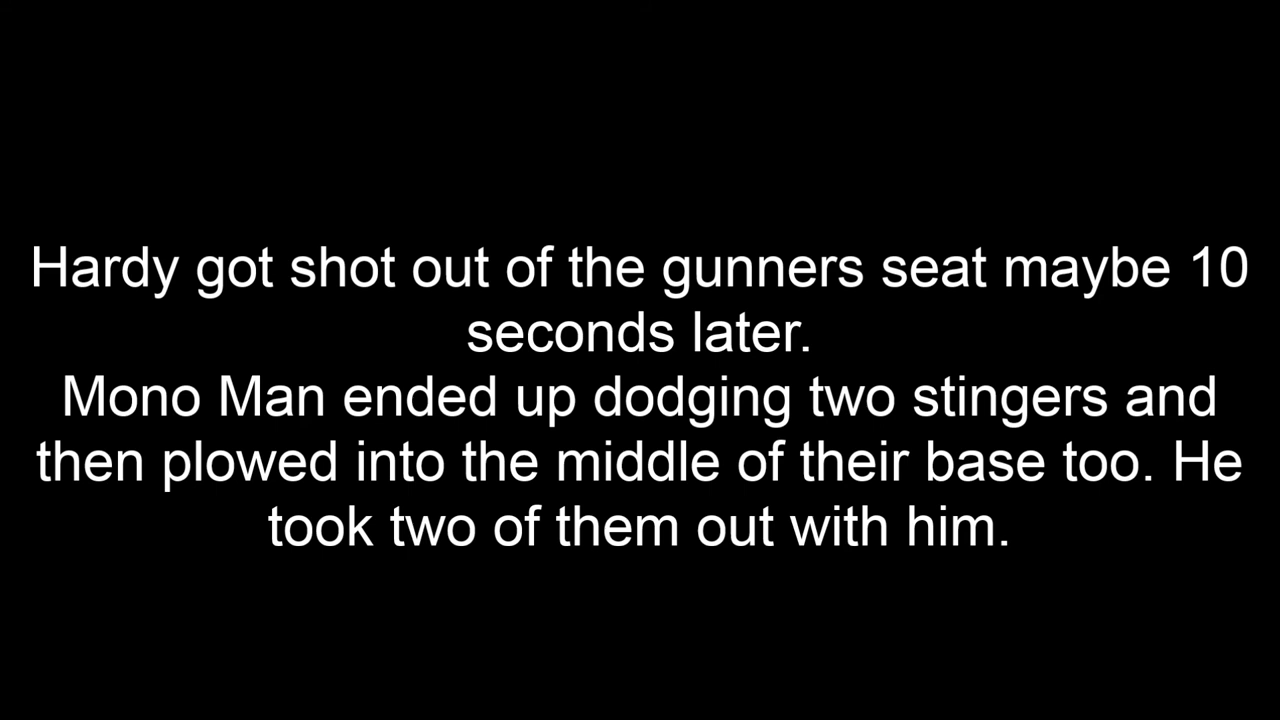 Hardy got shot out of the gunners seat maybe 10
seconds later.
Mono Man ended up dodging two stingers and
then plowed into the middle of their base too. He
took two of them out with him.